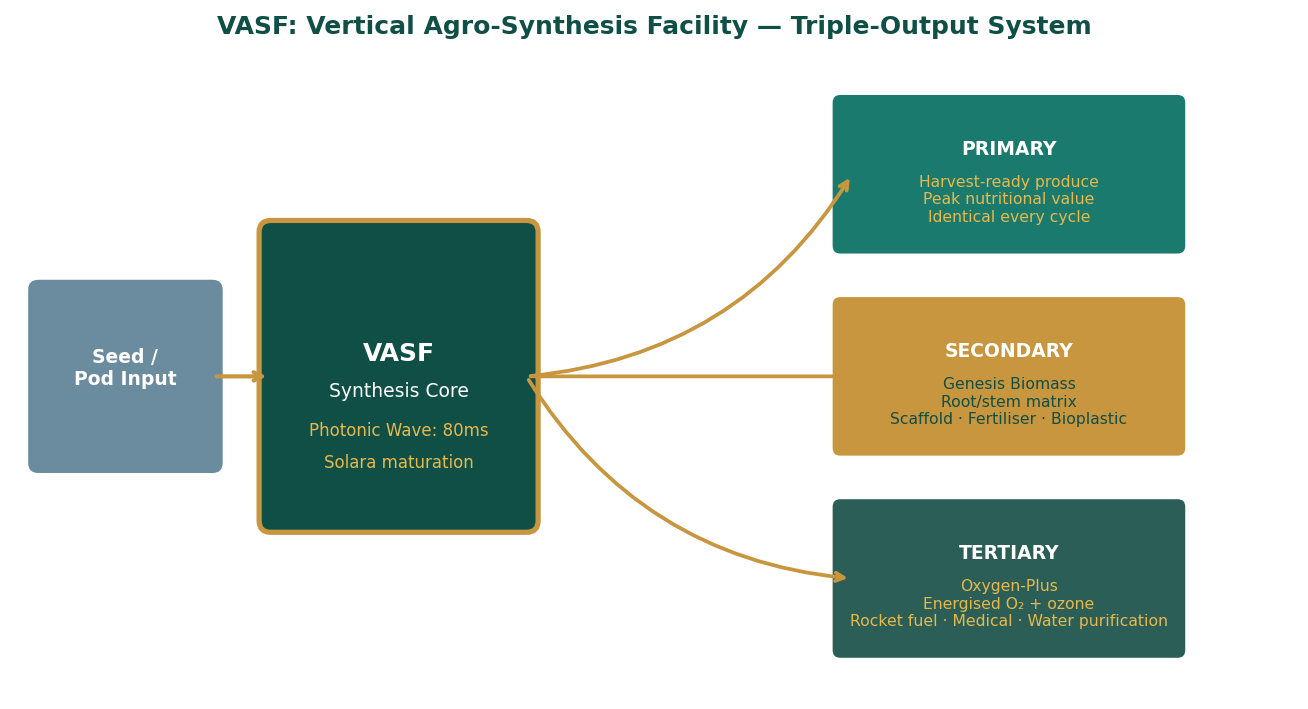 VASF: Vertical Agro-Synthesis Facility — Triple-Output System
Seed /
Pod Input
VASF
Synthesis Core
Photonic Wave: 80ms
Solara maturation
PRIMARY
Harvest-ready produce
Peak nutritional value
Identical every cycle
SECONDARY
Genesis Biomass
Root/stem matrix
Scaffold · Fertiliser · Bioplastic
TERTIARY
Oxygen-Plus
Energised O₂ + ozone
Rocket fuel · Medical · Water purification